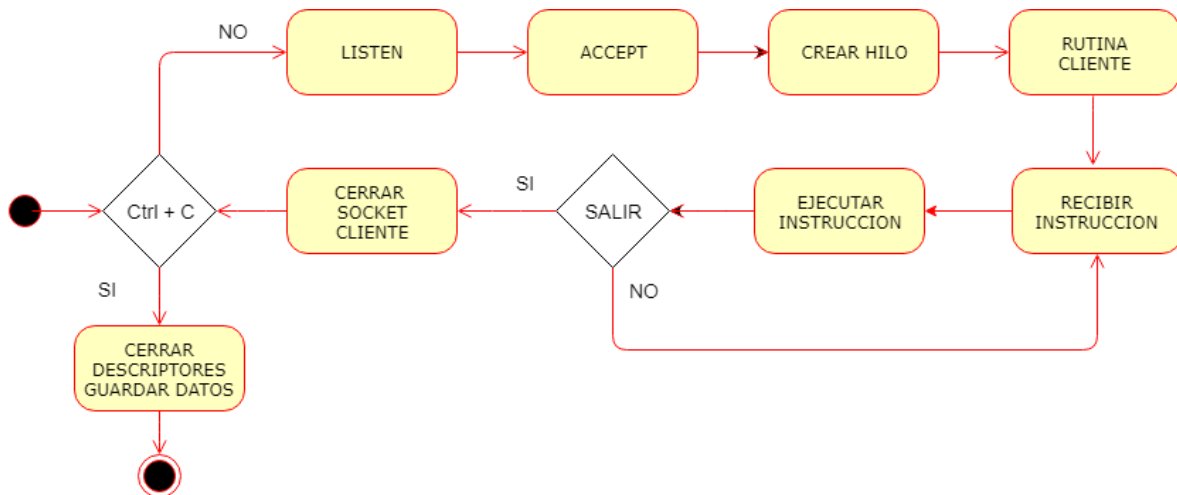 NO
LISTEN
ACCEPT
CREAR HILO
RUTINA
CLIENTE
Ctrl + C
CERRAR
SOCKET
CLIENTE
SI
SALIR
EJECUTAR
INSTRUCCION
RECIBIR
INSTRUCCION
SI
NO
CERRAR
DESCRIPTORES
GUARDAR DATOS